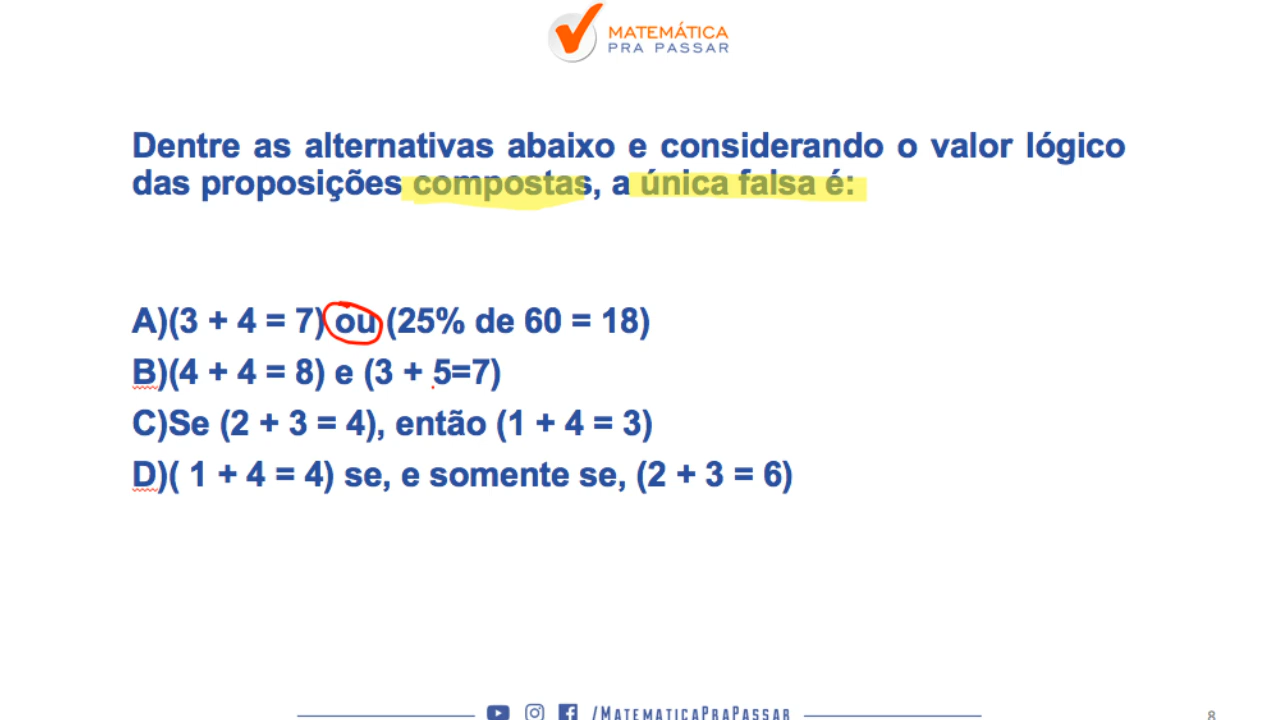 MATEMÁTICA
PRA PASSAR
Dentre as alternativas abaixo e considerando o valor lógico
das proposições compostas, a única falsa é:
A)(3 + 4 = 7) ou (25% de 60 = 18)
B)(4 + 4 = 8) e (3 + 5=7)
C)Se (2 + 3 = 4), então (1 + 4 = 3)
D)( 1 + 4 = 4) se, e somente se, (2 + 3 = 6)
/MATEMATICAPRAPASSAR
8